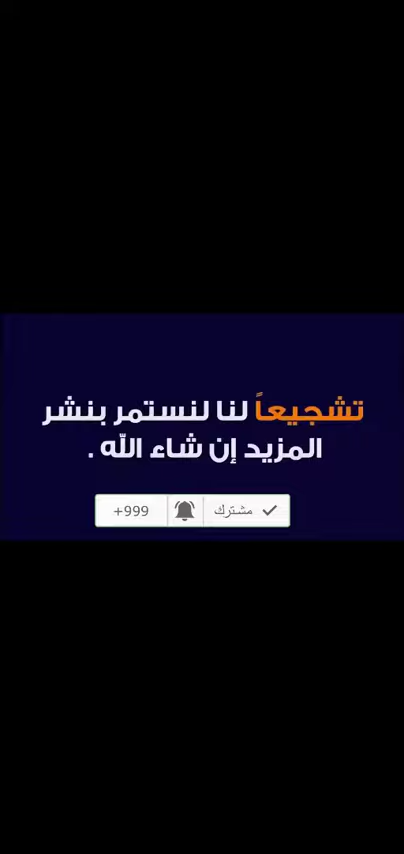 تشجيعاً لنا لنستمر بنشر
المزيد إن شاء الله .
✓ مشترك 999+